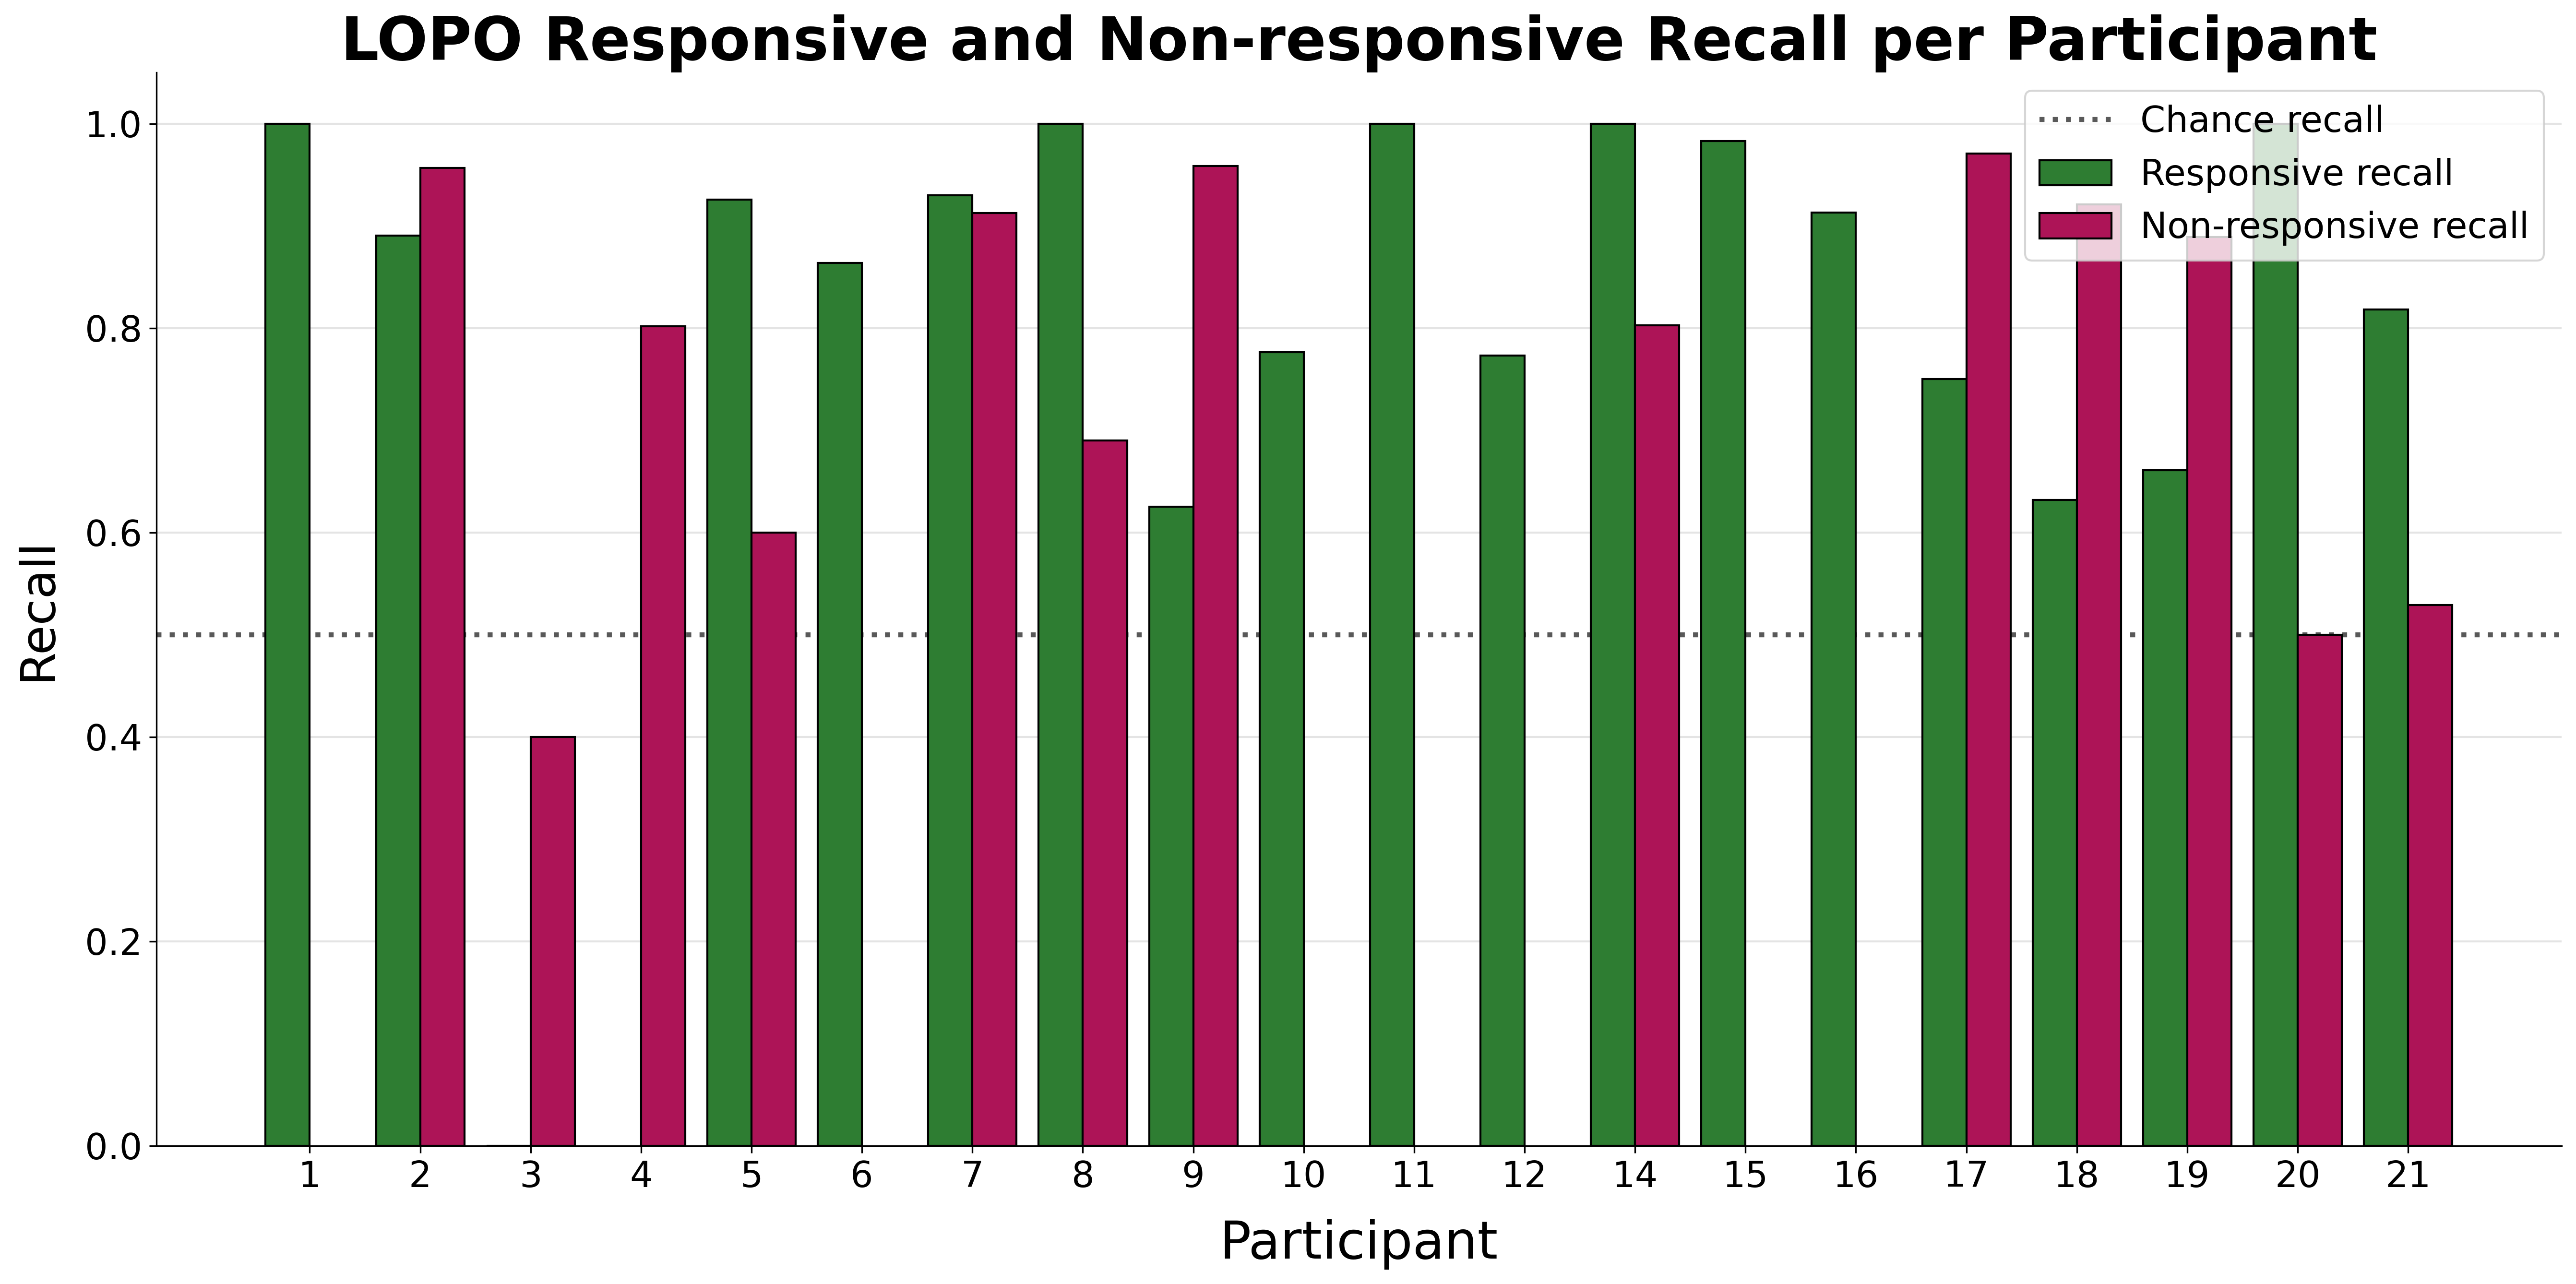 LOPO Responsive and Non-responsive Recall per Participant
Chance recall
Responsive recall
Non-responsive recall
Recall
1.0
0.8
0.6
0.4
0.2
0.0
1 2 3 4 5 6 7 8 9 10 11 12 14 15 16 17 18 19 20 21
Participant